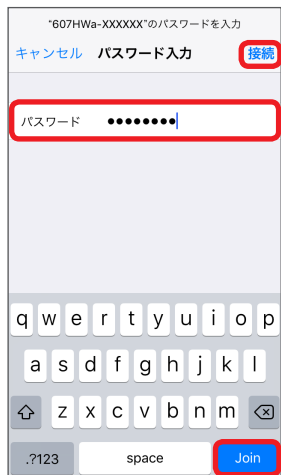 "607HWa-XXXXXX"のパスワードを入力
キャンセル パスワード入力 接続
パスワード ●●●●●●●●
q w e r t y u i o p
a s d f g h j k l
z x c v b n m
.?123 space Join